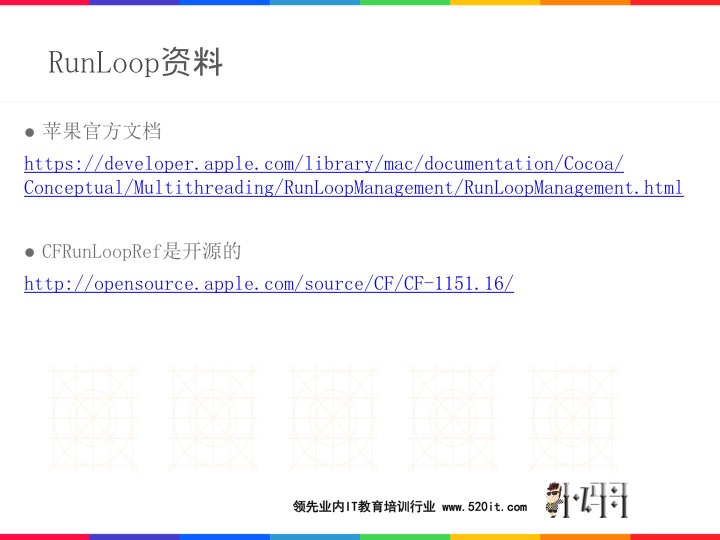 RunLoop资料
● 苹果官方文档
https://developer.apple.com/library/mac/documentation/Cocoa/
Conceptual/Multithreading/RunLoopManagement/RunLoopManagement.html
● CFRunLoopRef是开源的
http://opensource.apple.com/source/CF/CF-1151.16/
领先业内IT教育培训行业 www.520it.com
小码哥